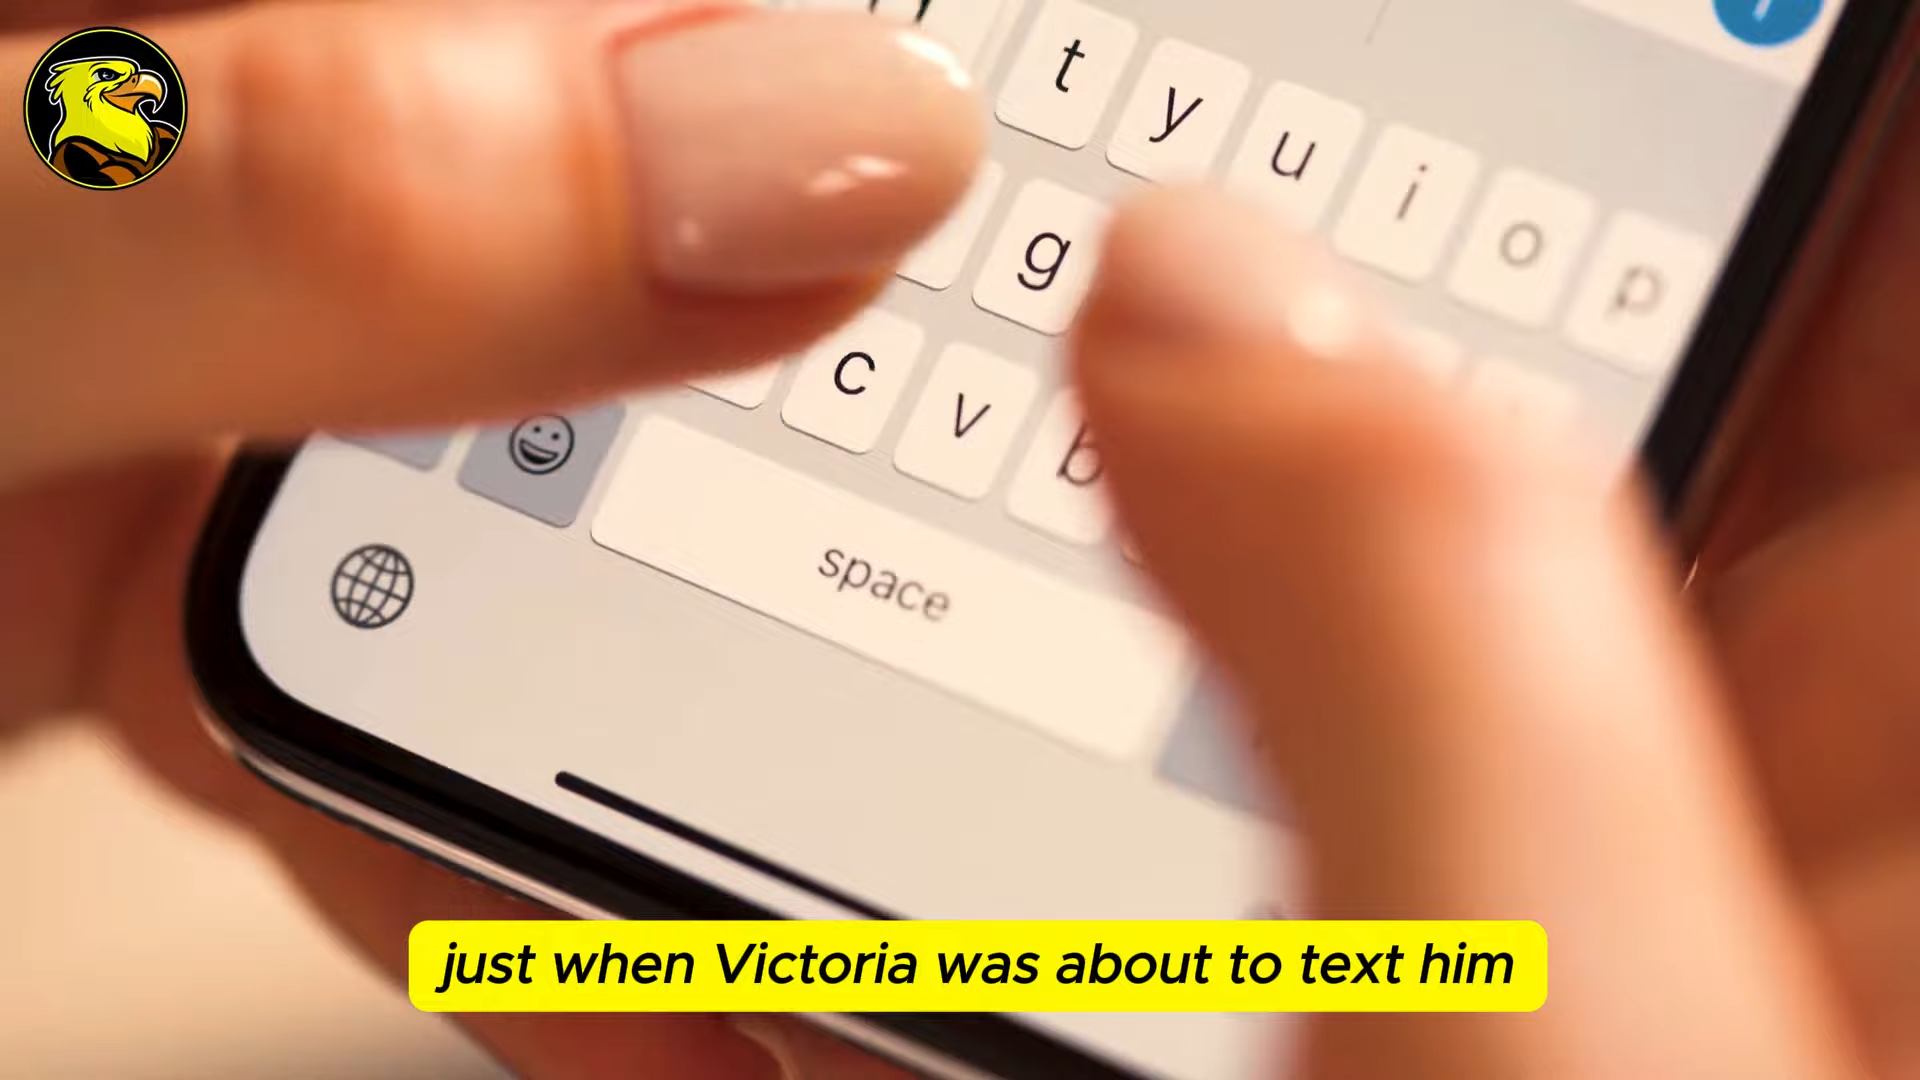 t y u i o p
g
c v b
space
just when Victoria was about to text him